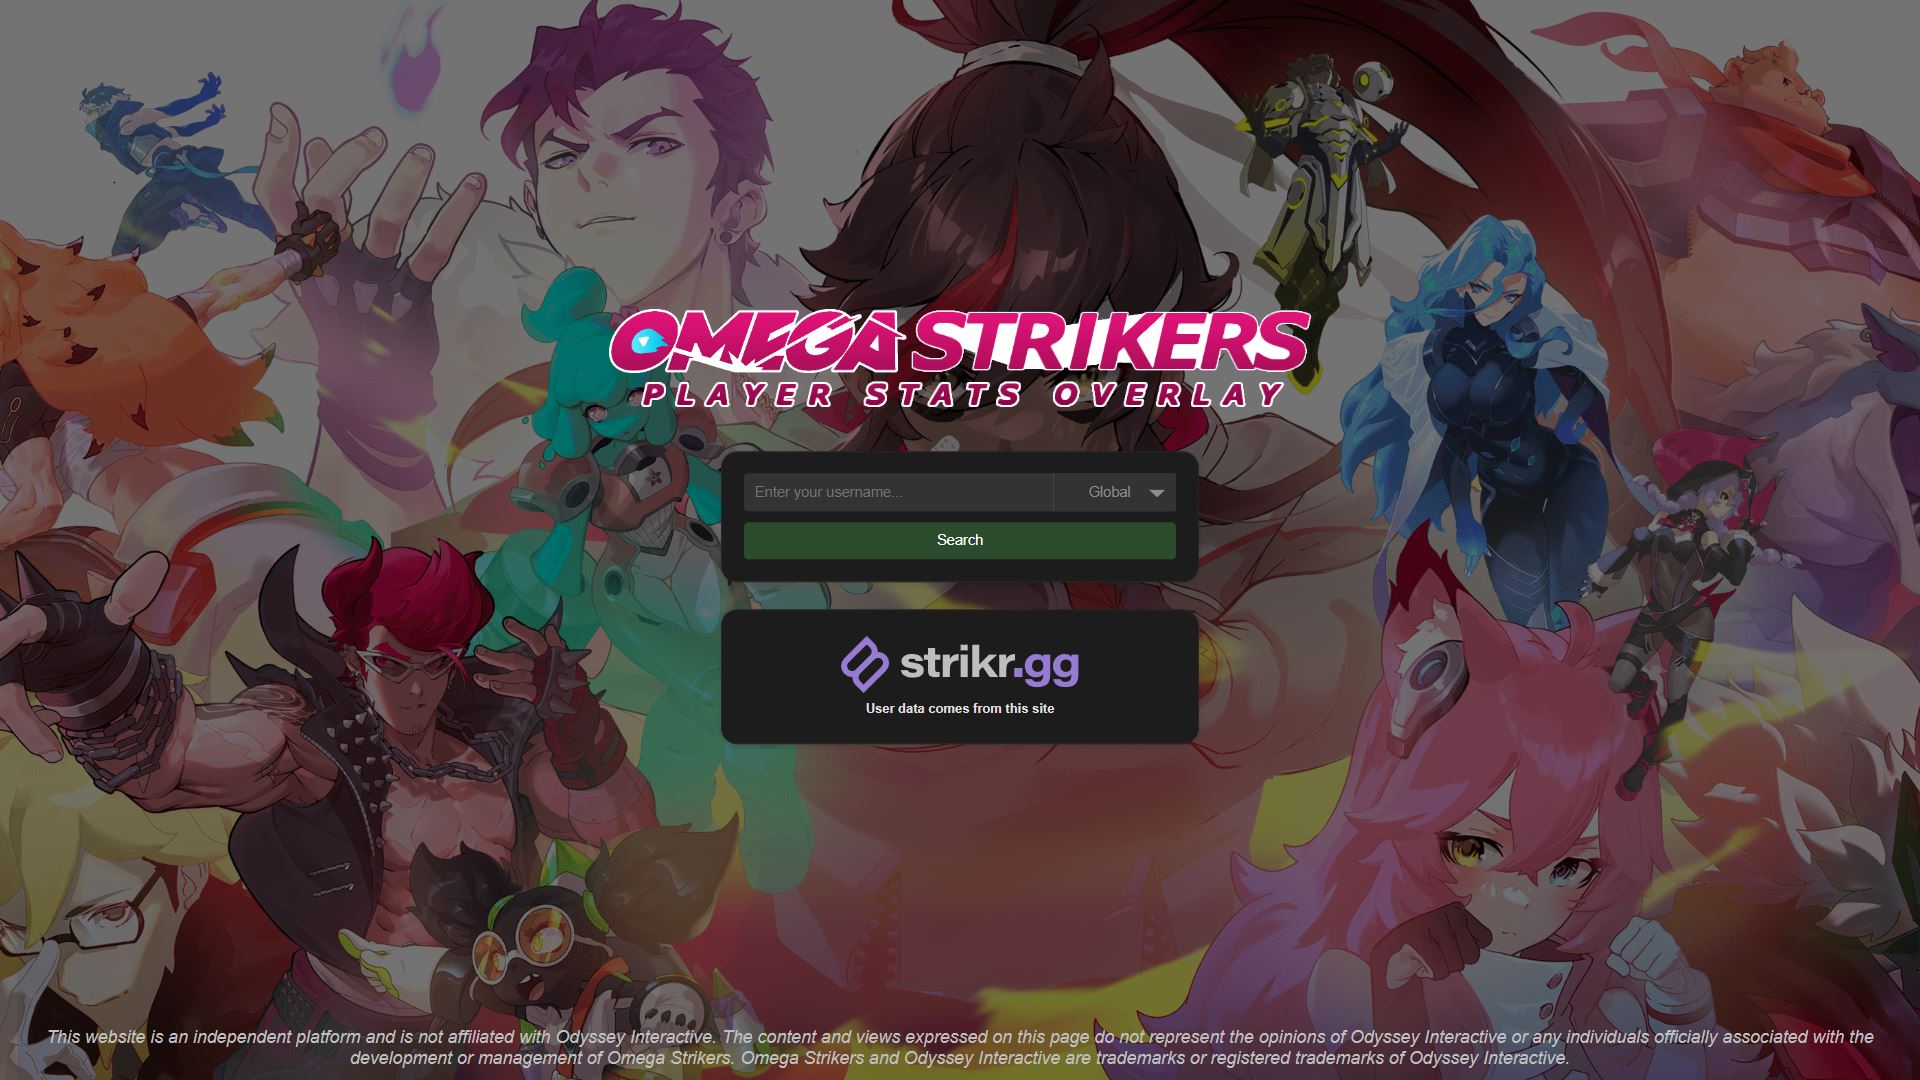 OMEGA STRIKERS
PLAYER STATS OVERLAY
Enter your username...
Global
Search
strikr.gg
User data comes from this site
This website is an independent platform and is not affiliated with Odyssey Interactive. The content and views expressed on this page do not represent the opinions of Odyssey Interactive or any individuals officially associated with the
development or management of Omega Strikers. Omega Strikers and Odyssey Interactive are trademarks or registered trademarks of Odyssey Interactive.